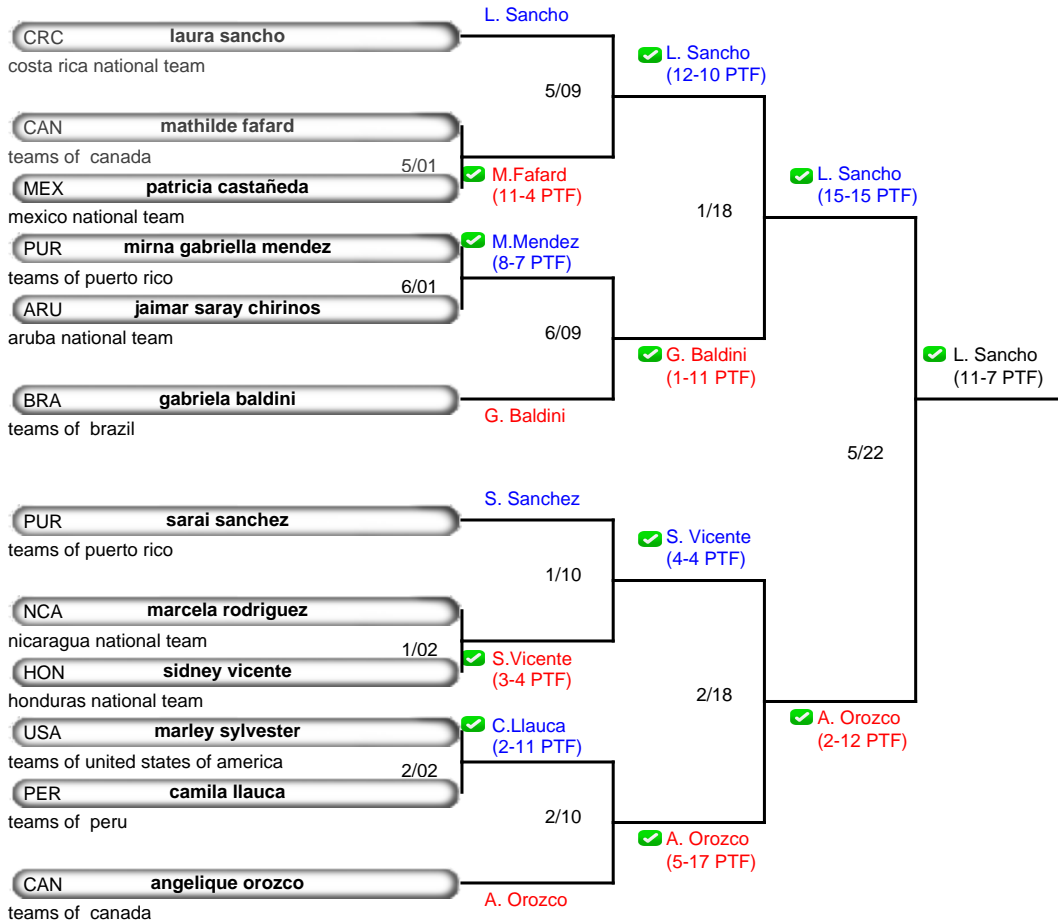 L. Sancho
CRC laura sancho
costa rica national team
L. Sancho
(12-10 PTF)
5/09
CAN mathilde fafard
teams of  canada
5/01
M.Fafard
(11-4 PTF)
MEX patricia castañeda
mexico national team
L. Sancho
(15-15 PTF)
1/18
PUR mirna gabriella mendez
teams of puerto rico
M.Mendez
(8-7 PTF)
6/01
ARU jaimar saray chirinos
aruba national team
6/09
G. Baldini
(1-11 PTF)
L. Sancho
(11-7 PTF)
BRA gabriela baldini
teams of  brazil
G. Baldini
5/22
S. Sanchez
PUR sarai sanchez
teams of puerto rico
S. Vicente
(4-4 PTF)
1/10
NCA marcela rodriguez
nicaragua national team
1/02
S.Vicente
(3-4 PTF)
HON sidney vicente
honduras national team
2/18
A. Orozco
(2-12 PTF)
USA marley sylvester
teams of united states of america
C.Llauca
(2-11 PTF)
2/02
PER camila llauca
teams of  peru
2/10
A. Orozco
(5-17 PTF)
CAN angelique orozco
teams of  canada
A. Orozco